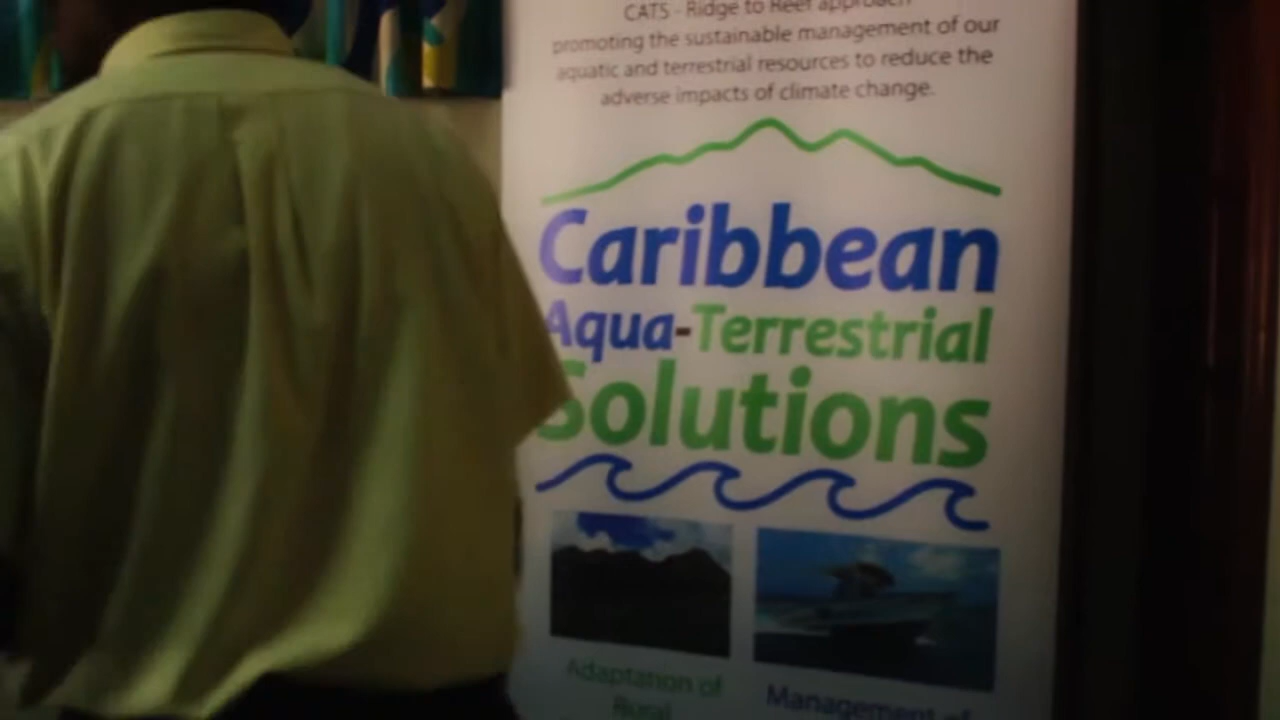 CATS - Ridge to Reef approach
promoting the sustainable management of our
aquatic and terrestrial resources to reduce the
adverse impacts of climate change.
Caribbean
Aqua-Terrestrial
Solutions
Adaptation of
Rural
Management of